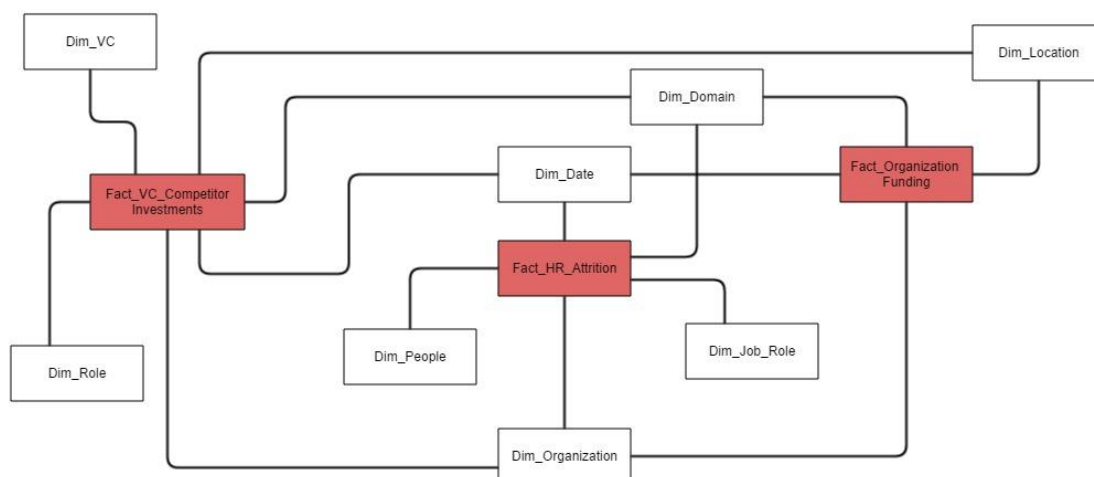 Dim_VC
Dim_Location
Dim_Domain
Fact_VC_Competitor
Investments
Dim_Date
Fact_Organization
Funding
Fact_HR_Attrition
Dim_Role
Dim_People
Dim_Job_Role
Dim_Organization